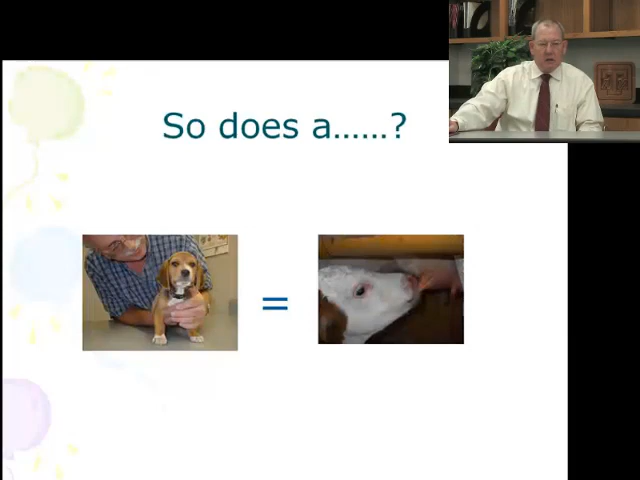 So does a......?
=